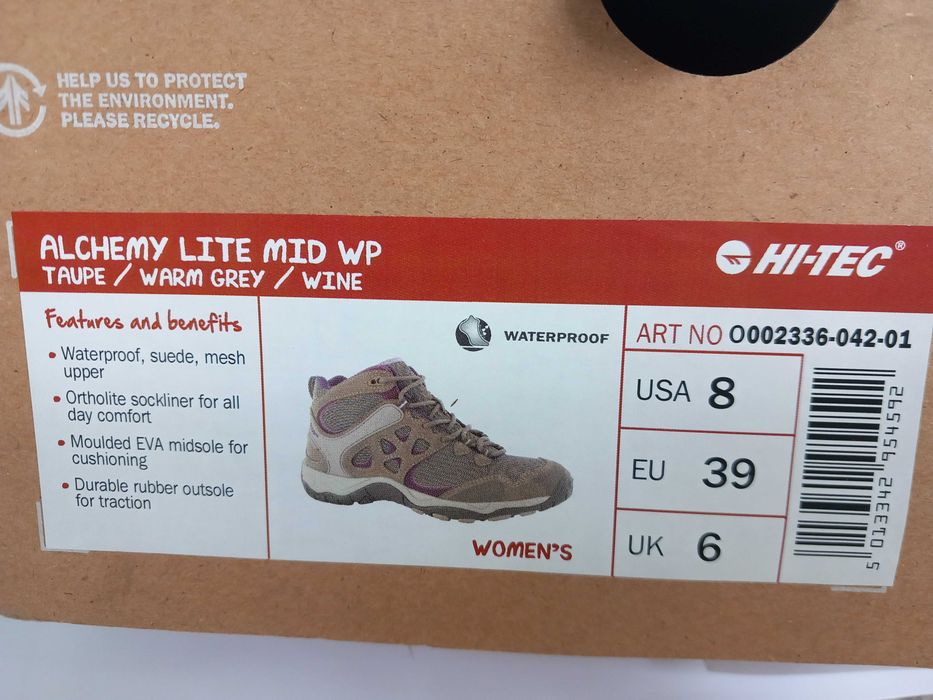 HELP US TO PROTECT
THE ENVIRONMENT.
PLEASE RECYCLE.
ALCHEMY LITE MID WP
TAUPE / WARM GREY / WINE
HI-TEC®
Features and benefits
• Waterproof, suede, mesh
upper
• Ortholite sockliner for all
day comfort
• Moulded EVA midsole for
cushioning
• Durable rubber outsole
for traction
WATERPROOF
WOMEN'S
ART NO O002336-042-01
USA 8
EU 39
UK 6
5 013342 954592